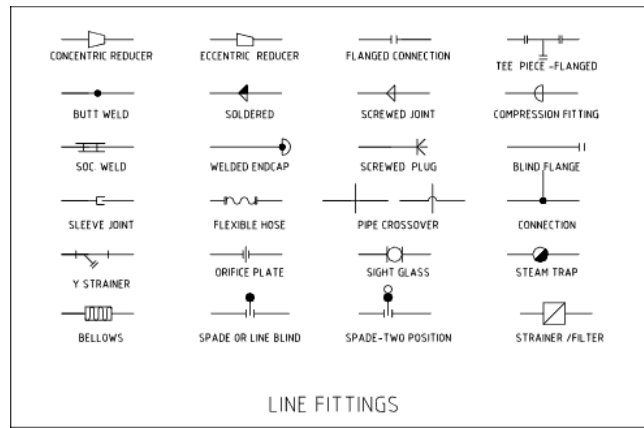 CONCENTRIC REDUCER
ECCENTRIC REDUCER
FLANGED CONNECTION
TEE PIECE -FLANGED
BUTT WELD
SOLDERED
SCREWED JOINT
COMPRESSION FITTING
SOC. WELD
WELDED ENDCAP
SCREWED PLUG
BLIND FLANGE
SLEEVE JOINT
FLEXIBLE HOSE
PIPE CROSSOVER
CONNECTION
Y STRAINER
ORIFICE PLATE
SIGHT GLASS
STEAM TRAP
BELLOWS
SPADE OR LINE BLIND
SPADE-TWO POSITION
STRAINER /FILTER
LINE FITTINGS